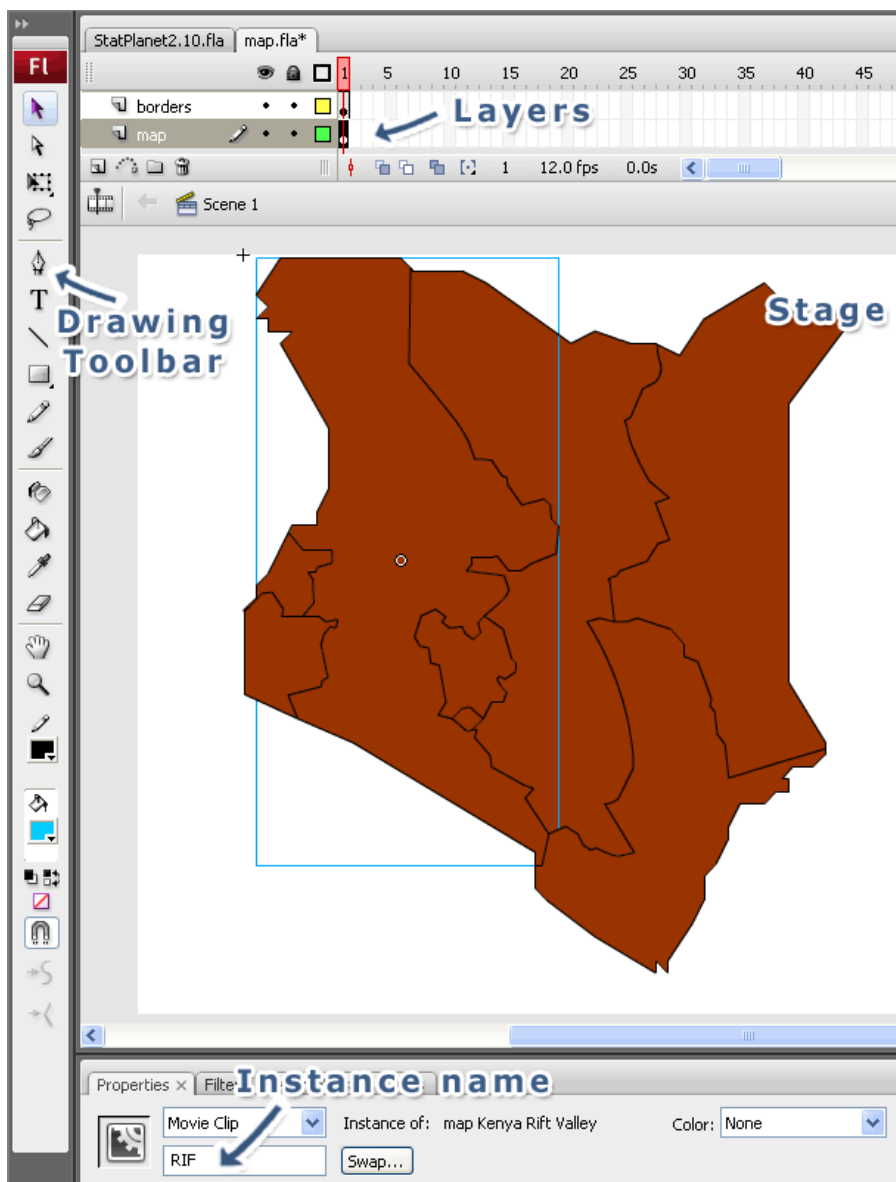 StatPlanet2.10.fla map.fla*
Fl
1 5 10 15 20 25 30 35 40 45
borders
map
Layers
1 12.0 fps 0.0s
Scene 1
T
Drawing
Toolbar
Stage
Properties × Filte
Instance name
Movie Clip Instance of: map Kenya Rift Valley Color: None
RIF Swap...